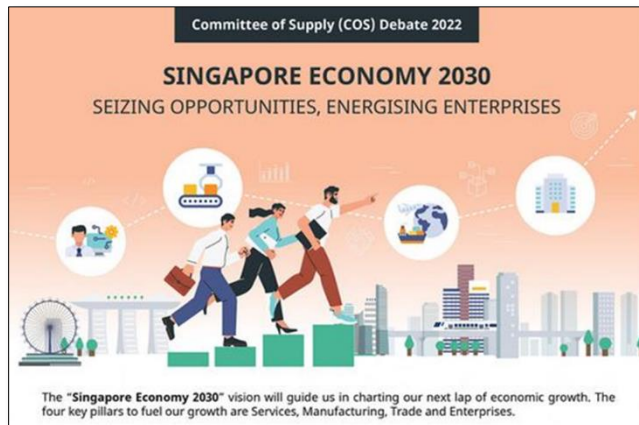 Committee of Supply (COS) Debate 2022
SINGAPORE ECONOMY 2030
SEIZING OPPORTUNITIES, ENERGISING ENTERPRISES
The "Singapore Economy 2030" vision will guide us in charting our next lap of economic growth. The
four key pillars to fuel our growth are Services, Manufacturing, Trade and Enterprises.